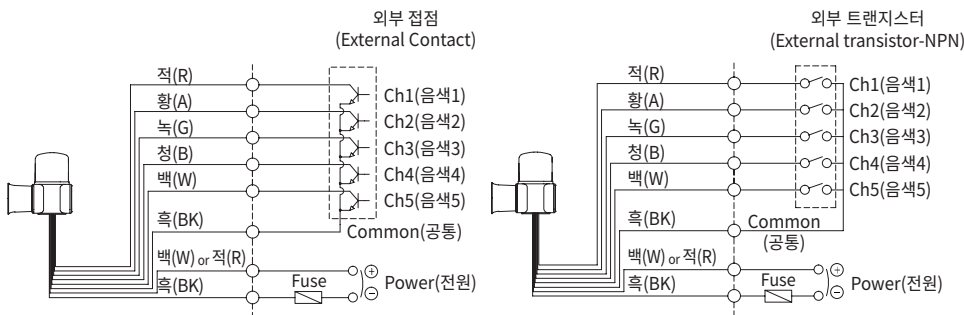 외부 접점
(External Contact)
적(R)
황(A)
녹(G)
청(B)
백(W)
흑(BK)
백(W) or 적(R)
흑(BK)
Ch1(음색1)
Ch2(음색2)
Ch3(음색3)
Ch4(음색4)
Ch5(음색5)
Common(공통)
Fuse
Power(전원)
외부 트랜지스터
(External transistor-NPN)
적(R)
황(A)
녹(G)
청(B)
백(W)
흑(BK)
백(W) or 적(R)
흑(BK)
Ch1(음색1)
Ch2(음색2)
Ch3(음색3)
Ch4(음색4)
Ch5(음색5)
Common
(공통)
Fuse
Power(전원)